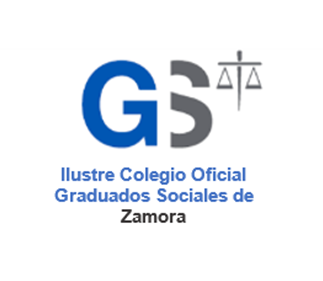 GS
Ilustre Colegio Oficial
Graduados Sociales de
Zamora